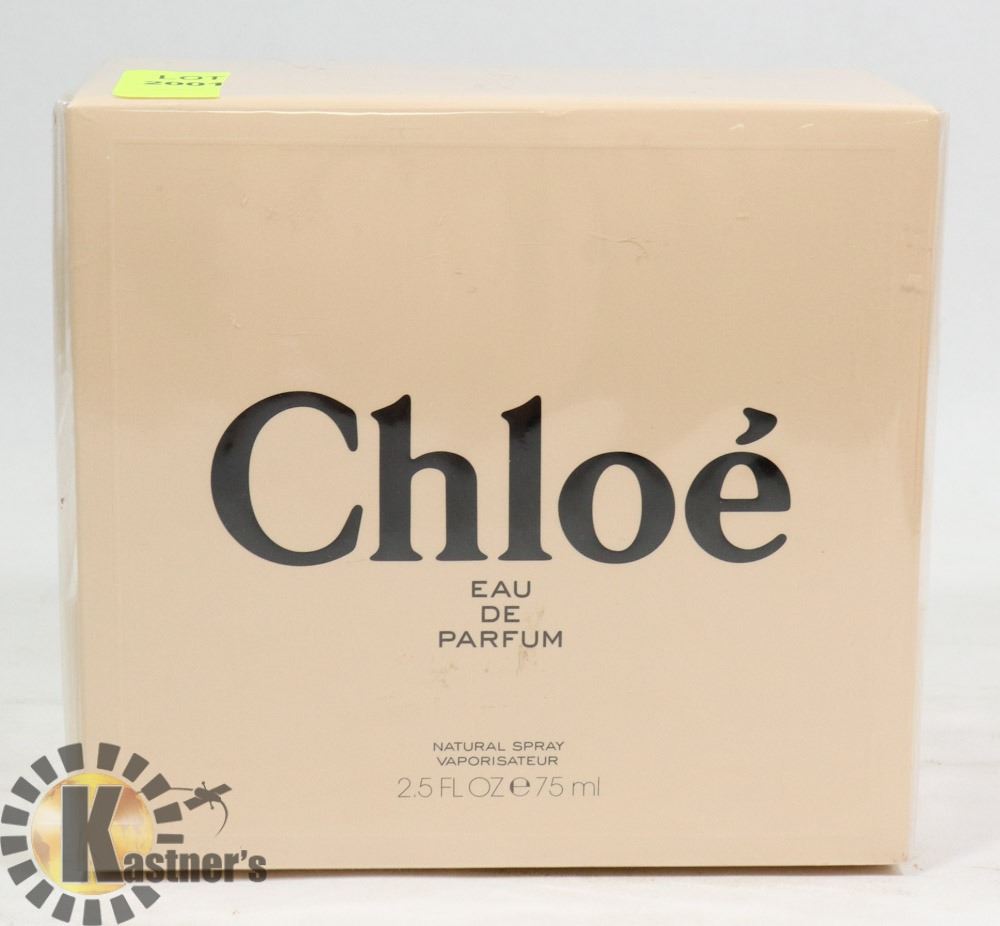 LOT
2001
Chloé
EAU
DE
PARFUM
NATURAL SPRAY
VAPORISATEUR
2.5 FL OZ e 75 ml
Kastner's